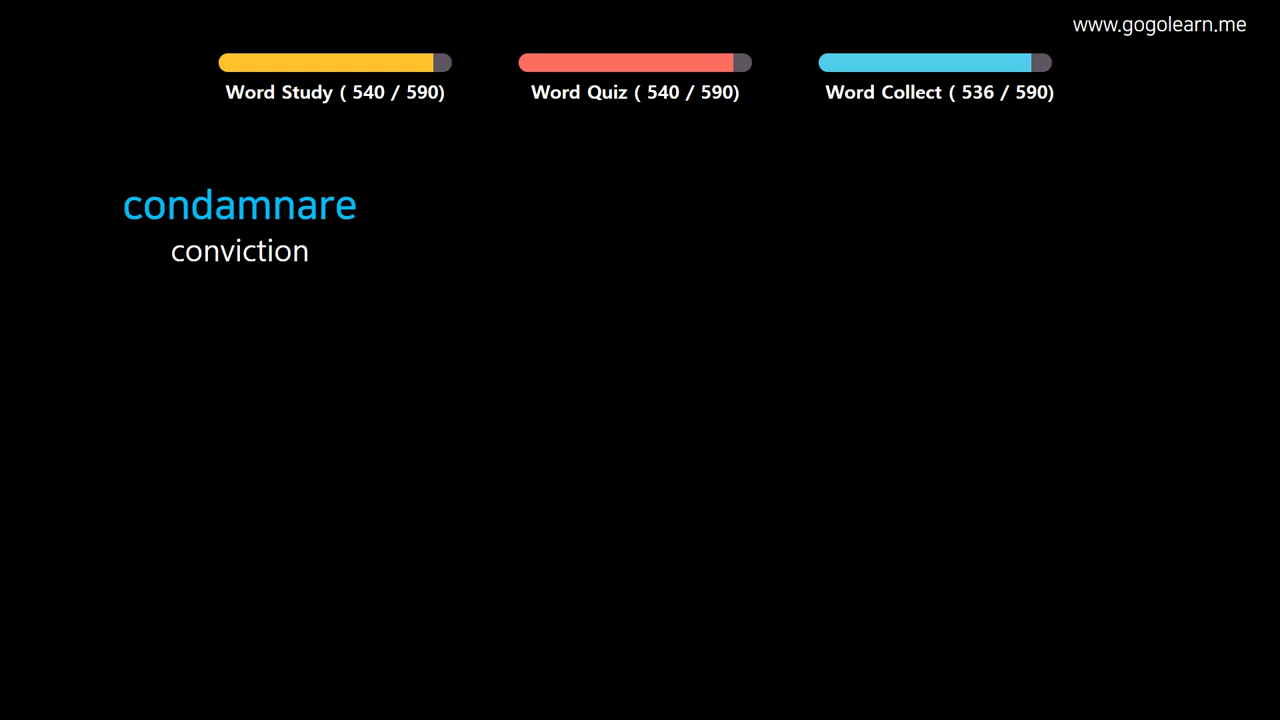 www.gogolearn.me
Word Study ( 540 / 590)
Word Quiz ( 540 / 590)
Word Collect ( 536 / 590)
condamnare
conviction